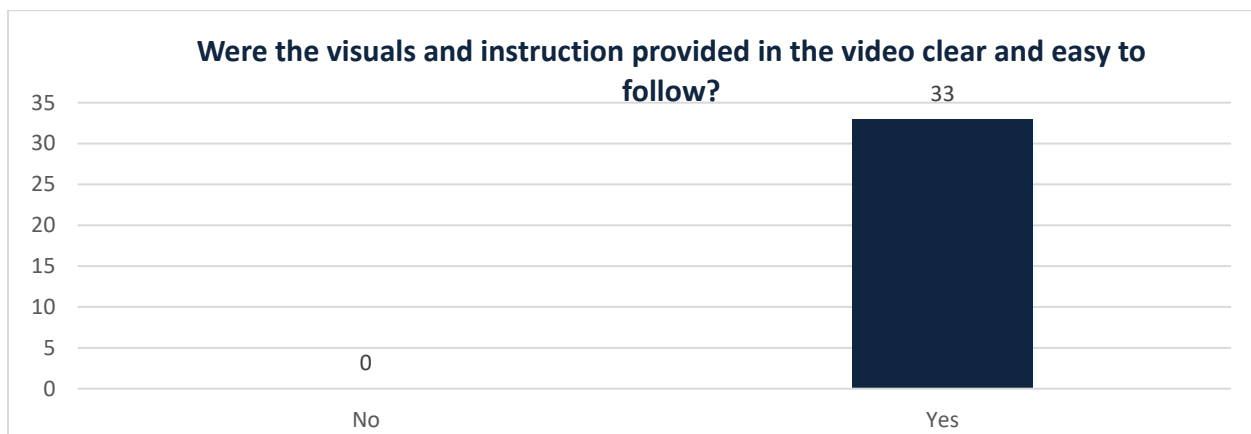 Were the visuals and instruction provided in the video clear and easy to
follow?
35
33
30
25
20
15
10
5
0
0
No
Yes